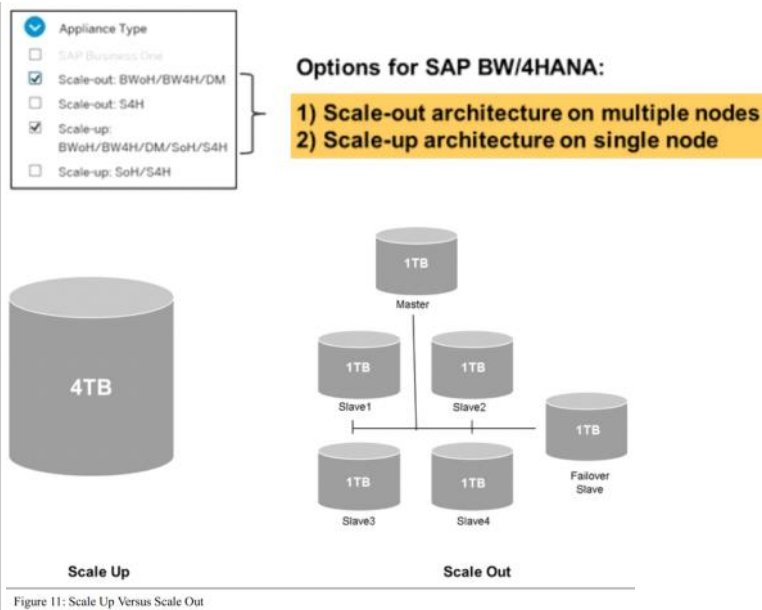 Appliance Type
SAP Business One
Scale-out: BWoH/BW4H/DM
Scale-out: S4H
Scale-up:
BWoH/BW4H/DM/SoH/S4H
Scale-up: SoH/S4H
Options for SAP BW/4HANA:
1) Scale-out architecture on multiple nodes
2) Scale-up architecture on single node
1TB
Master
4TB
1TB
1TB
Slave1
Slave2
1TB
Failover
Slave
1TB
1TB
Slave3
Slave4
Scale Up
Scale Out
Figure 11: Scale Up Versus Scale Out